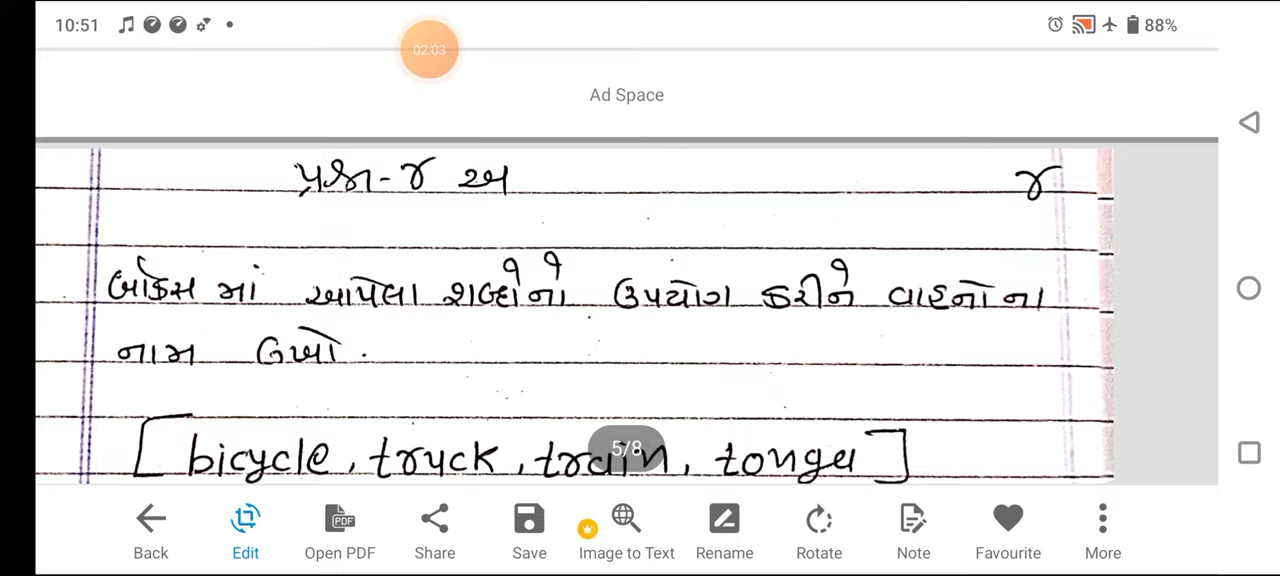 10:51
88%
02:03
Ad Space
પ્રશ્ન-૪ અ ૪
બોક્સ માં આપેલા શબ્દોનો ઉપયોગ કરીને વાહનોના
નામ લખો.
[bicycle, truck, train, tonga]
5/8
Back Edit Open PDF Share Save Image to Text Rename Rotate Note Favourite More
PDF